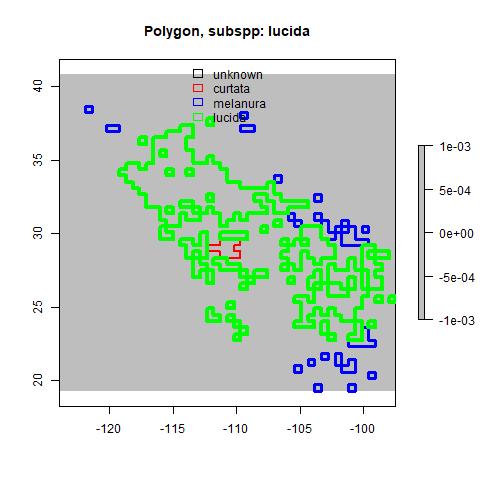 Polygon, subspp: lucida
unknown
curtata
melanura
lucida
40
35
30
25
20
-120
-115
-110
-105
-100
1e-03
5e-04
0e+00
-5e-04
-1e-03